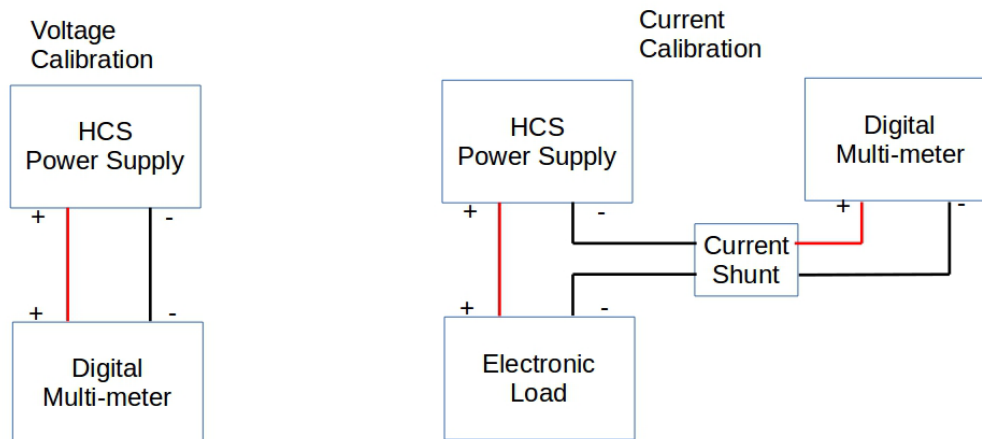 Voltage
Calibration
HCS
Power Supply
+ -
+ -
Digital
Multi-meter
Current
Calibration
HCS
Power Supply
+ -
Digital
Multi-meter
+ -
Current
Shunt
+ -
Electronic
Load